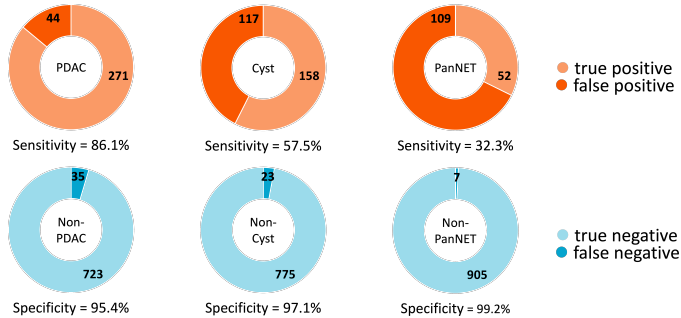 44
PDAC
271
Sensitivity = 86.1%
117
Cyst
158
Sensitivity = 57.5%
109
PanNET
52
Sensitivity = 32.3%
true positive
false positive
35
Non-
PDAC
723
Specificity = 95.4%
23
Non-
Cyst
775
Specificity = 97.1%
7
Non-
PanNET
905
Specificity = 99.2%
true negative
false negative